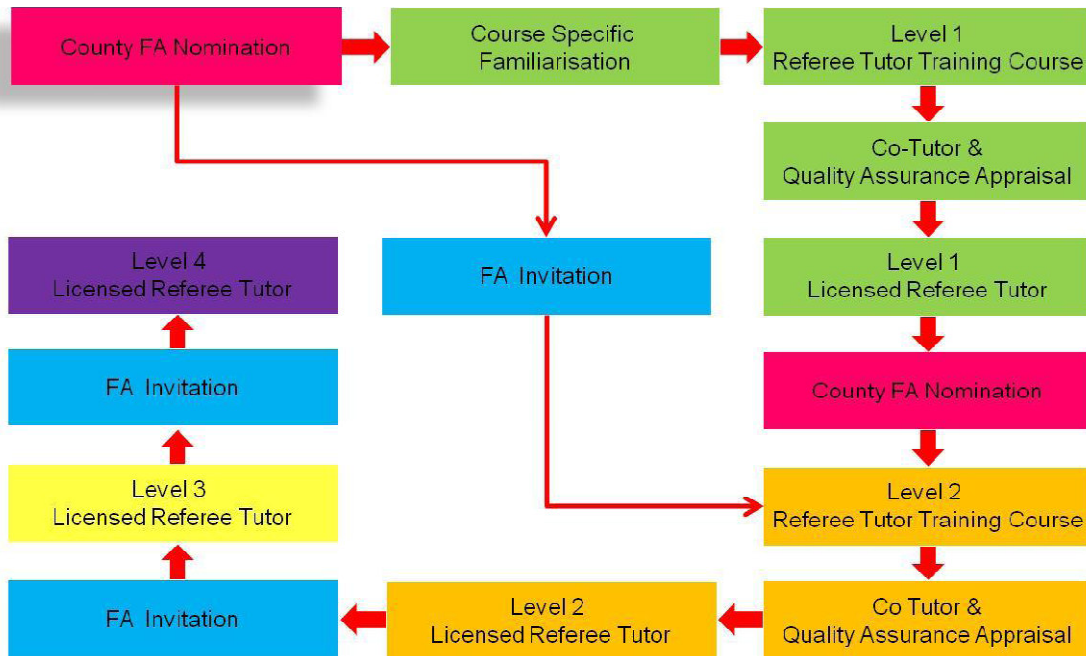 County FA Nomination
Course Specific
Familiarisation
Level 1
Referee Tutor Training Course
Co-Tutor &
Quality Assurance Appraisal
Level 1
Licensed Referee Tutor
County FA Nomination
Level 2
Referee Tutor Training Course
Co Tutor &
Quality Assurance Appraisal
Level 2
Licensed Referee Tutor
FA Invitation
Level 3
Licensed Referee Tutor
FA Invitation
Level 4
Licensed Referee Tutor
FA Invitation